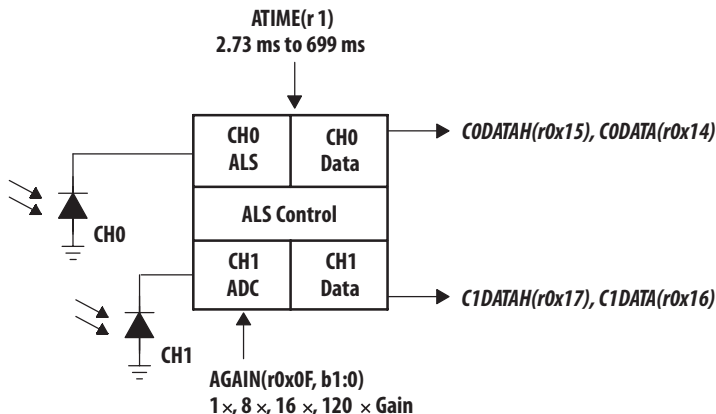 ATIME(r 1)
2.73 ms to 699 ms
CH0
ALS
CH0
Data
C0DATAH(r0x15), C0DATA(r0x14)
ALS Control
CH0
CH1
ADC
CH1
Data
C1DATAH(r0x17), C1DATA(r0x16)
CH1
AGAIN(r0x0F, b1:0)
1 ×, 8 ×, 16 ×, 120 × Gain